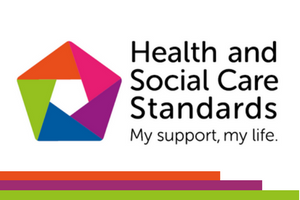 Health and
Social Care
Standards
My support, my life.